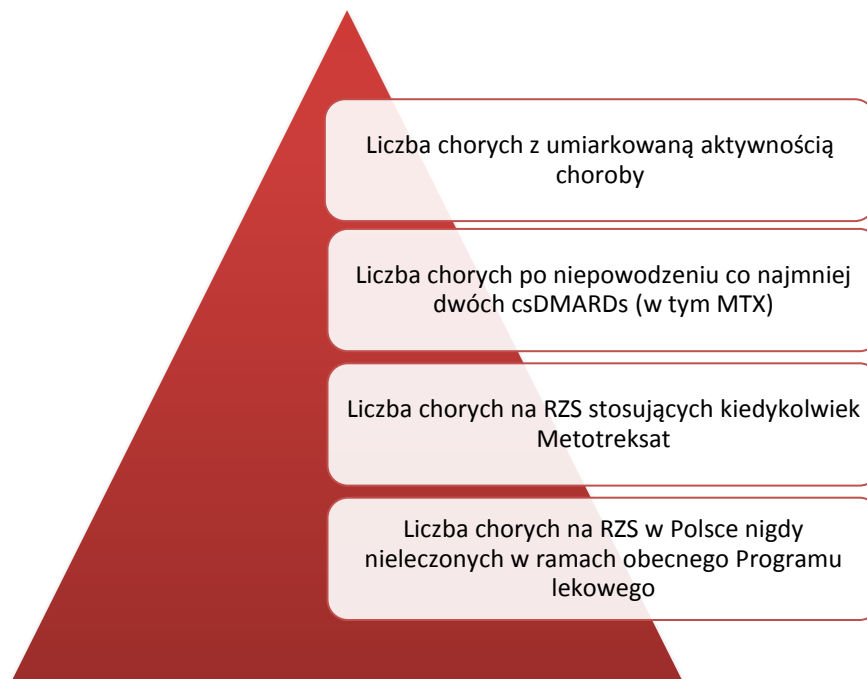 Liczba chorych z umiarkowaną aktywnością
choroby
Liczba chorych po niepowodzeniu co najmniej
dwóch csDMARDs (w tym MTX)
Liczba chorych na RZS stosujących kiedykolwiek
Metotreksat
Liczba chorych na RZS w Polsce nigdy
nieleczonych w ramach obecnego Programu
lekowego